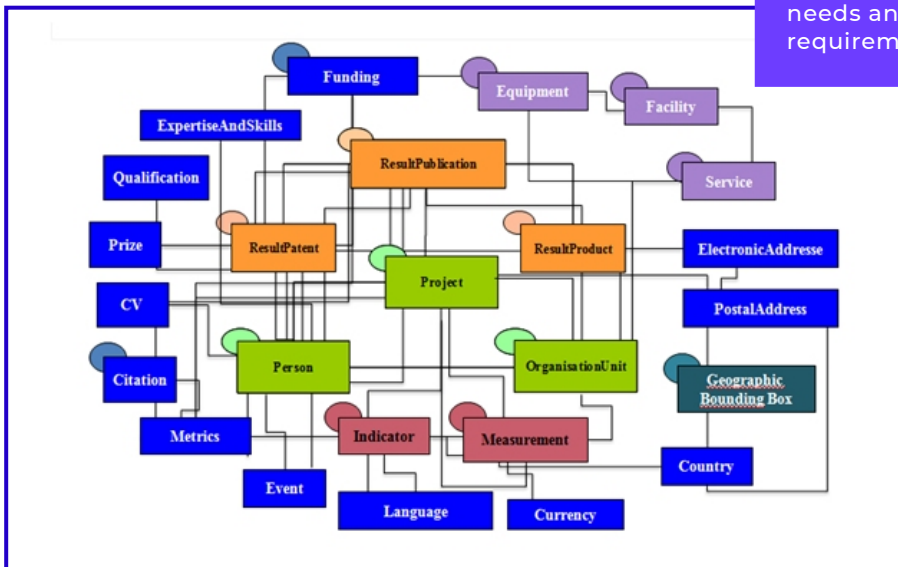 needs an
requirem
Funding
Equipment
Facility
ExpertiseAndSkills
ResultPublication
Qualification
Service
Prize
ResultPatent
ResultProduct
ElectronicAddresse
Project
CV
PostalAddress
Person
OrganisationUnit
Citation
Geographic
Bounding Box
Metrics
Indicator
Measurement
Country
Event
Language
Currency